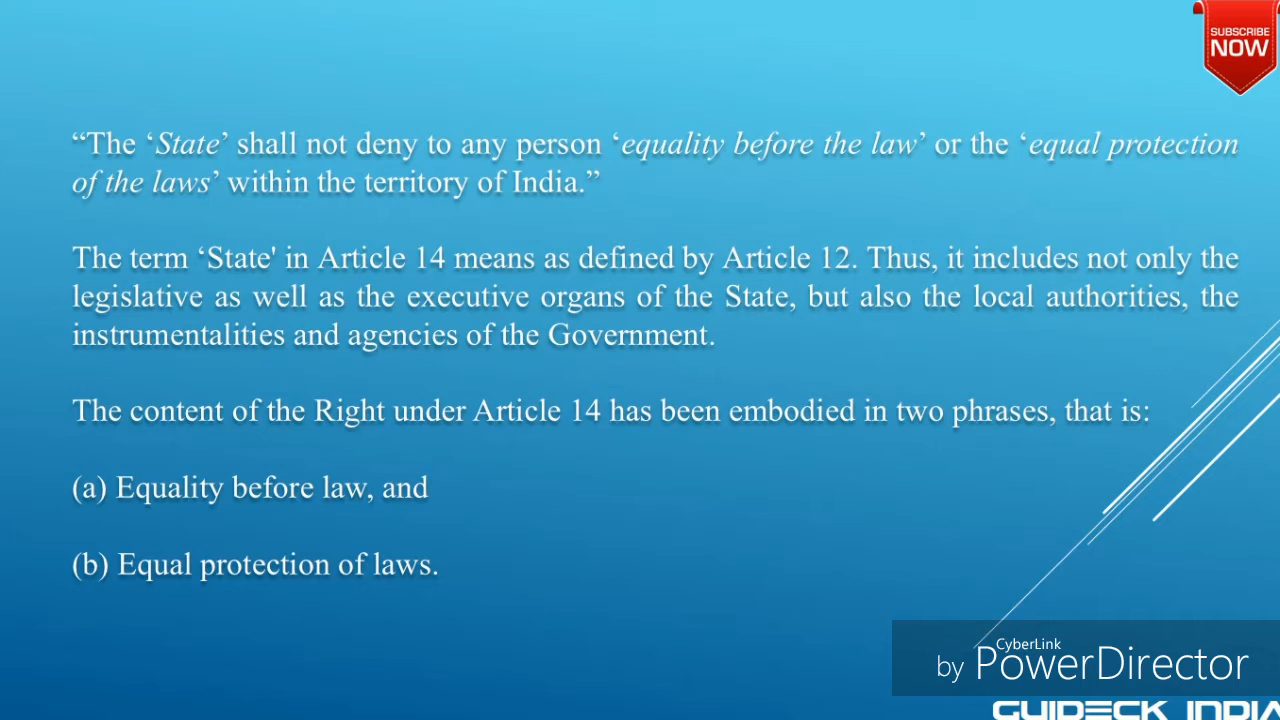 SUBSCRIBE
NOW
“The ‘State’ shall not deny to any person ‘equality before the law’ or the ‘equal protection
of the laws’ within the territory of India.”
The term ‘State' in Article 14 means as defined by Article 12. Thus, it includes not only the
legislative as well as the executive organs of the State, but also the local authorities, the
instrumentalities and agencies of the Government.
The content of the Right under Article 14 has been embodied in two phrases, that is:
(a) Equality before law, and
(b) Equal protection of laws.
CyberLink
by PowerDirector
GUIDECK INDIA